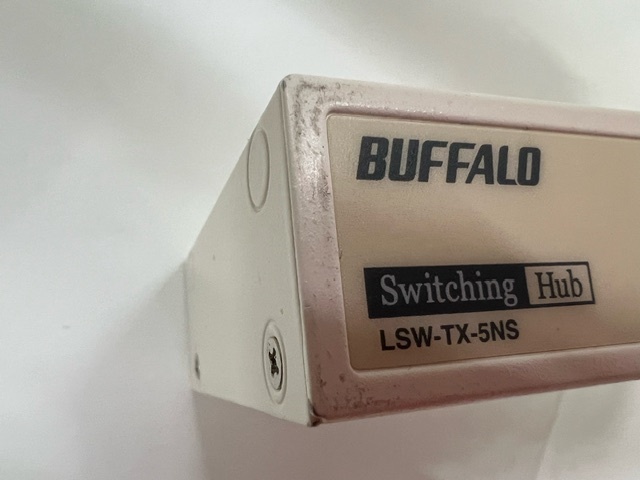 BUFFALO
Switching Hub
LSW-TX-5NS